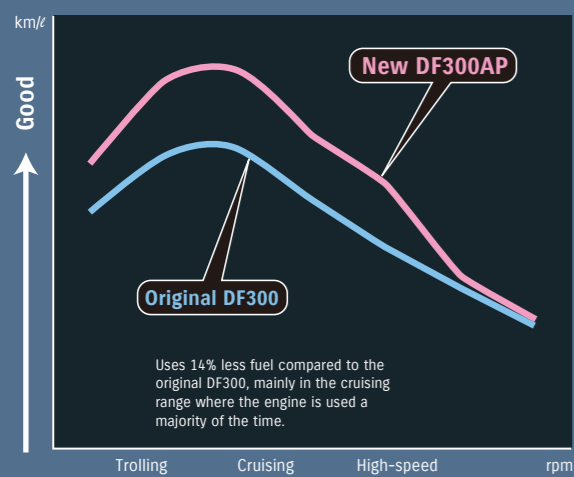 km/ℓ
Good
New DF300AP
Original DF300
Uses 14% less fuel compared to the
original DF300, mainly in the cruising
range where the engine is used a
majority of the time.
Trolling
Cruising
High-speed
rpm